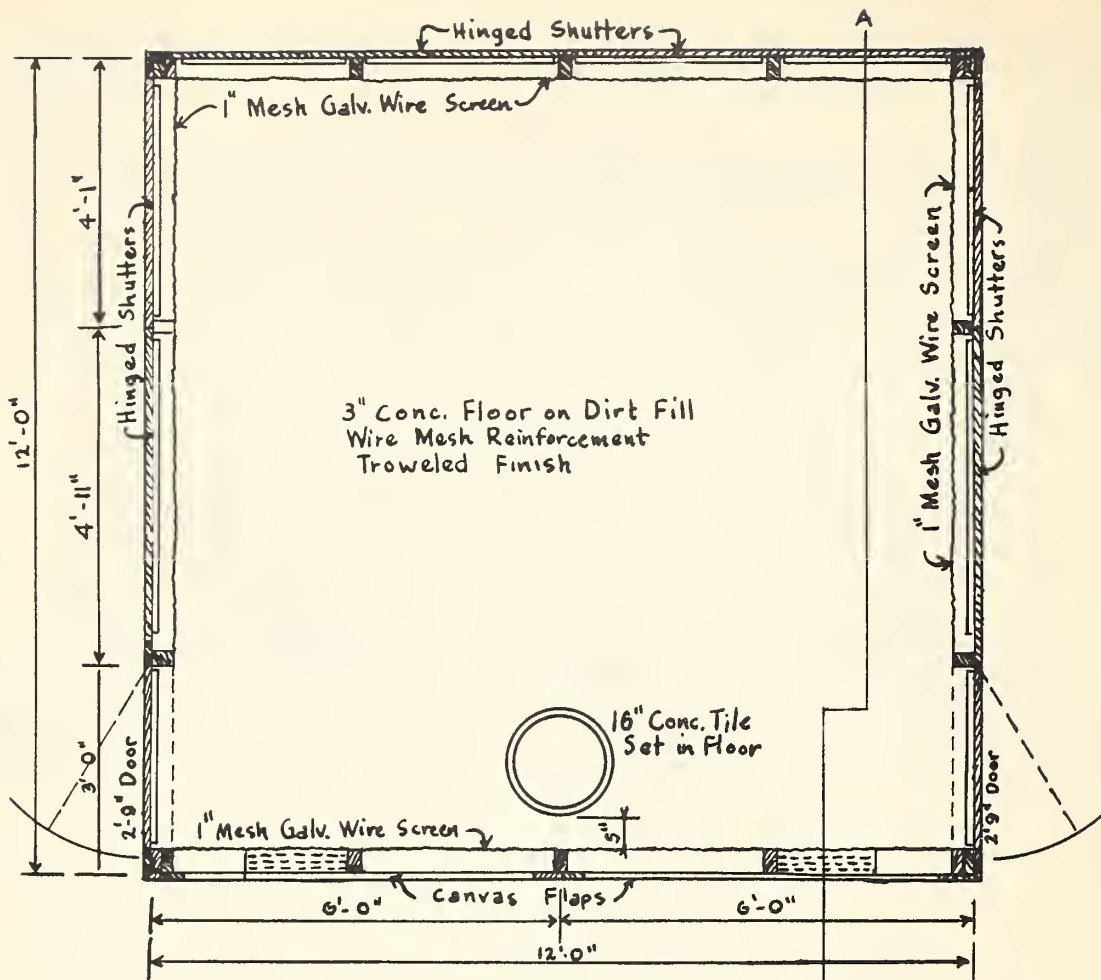 Hinged Shutters
A
1" Mesh Galv. Wire Screen
4'-1"
Hinged Shutters
1" Mesh Galv. Wire Screen
Hinged Shutters
12'-0"
3" Conc. Floor on Dirt Fill
Wire Mesh Reinforcement
Troweled Finish
4'-11"
16" Conc. Tile
Set in Floor
3'-0"
2'-9" Door
2'9" Door
1" Mesh Galv. Wire Screen
5"
Canvas Flaps
6'-0"
6'-0"
12'-0"